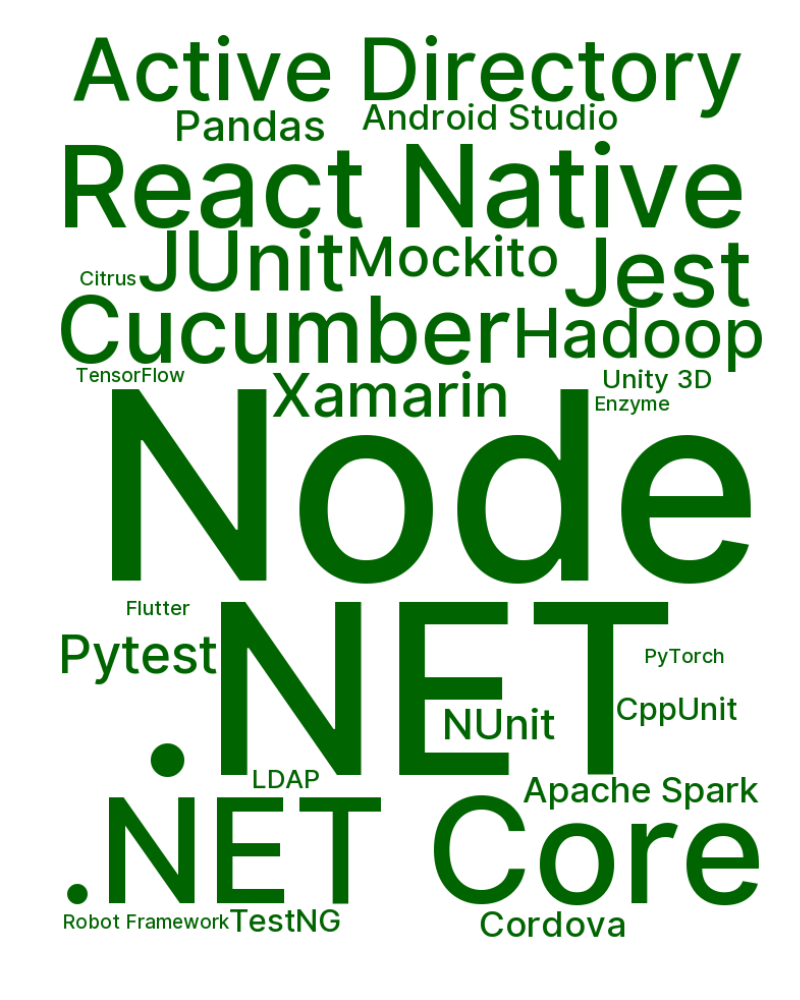 Active Directory
Pandas
Android Studio
React Native
JUnit
Mockito
Jest
Citrus
Cucumber
Hadoop
TensorFlow
Xamarin
Unity 3D
Enzyme
Node
Flutter
.NET
Pytest
PyTorch
NUnit
CppUnit
LDAP
Apache Spark
.NET Core
Robot Framework
TestNG
Cordova